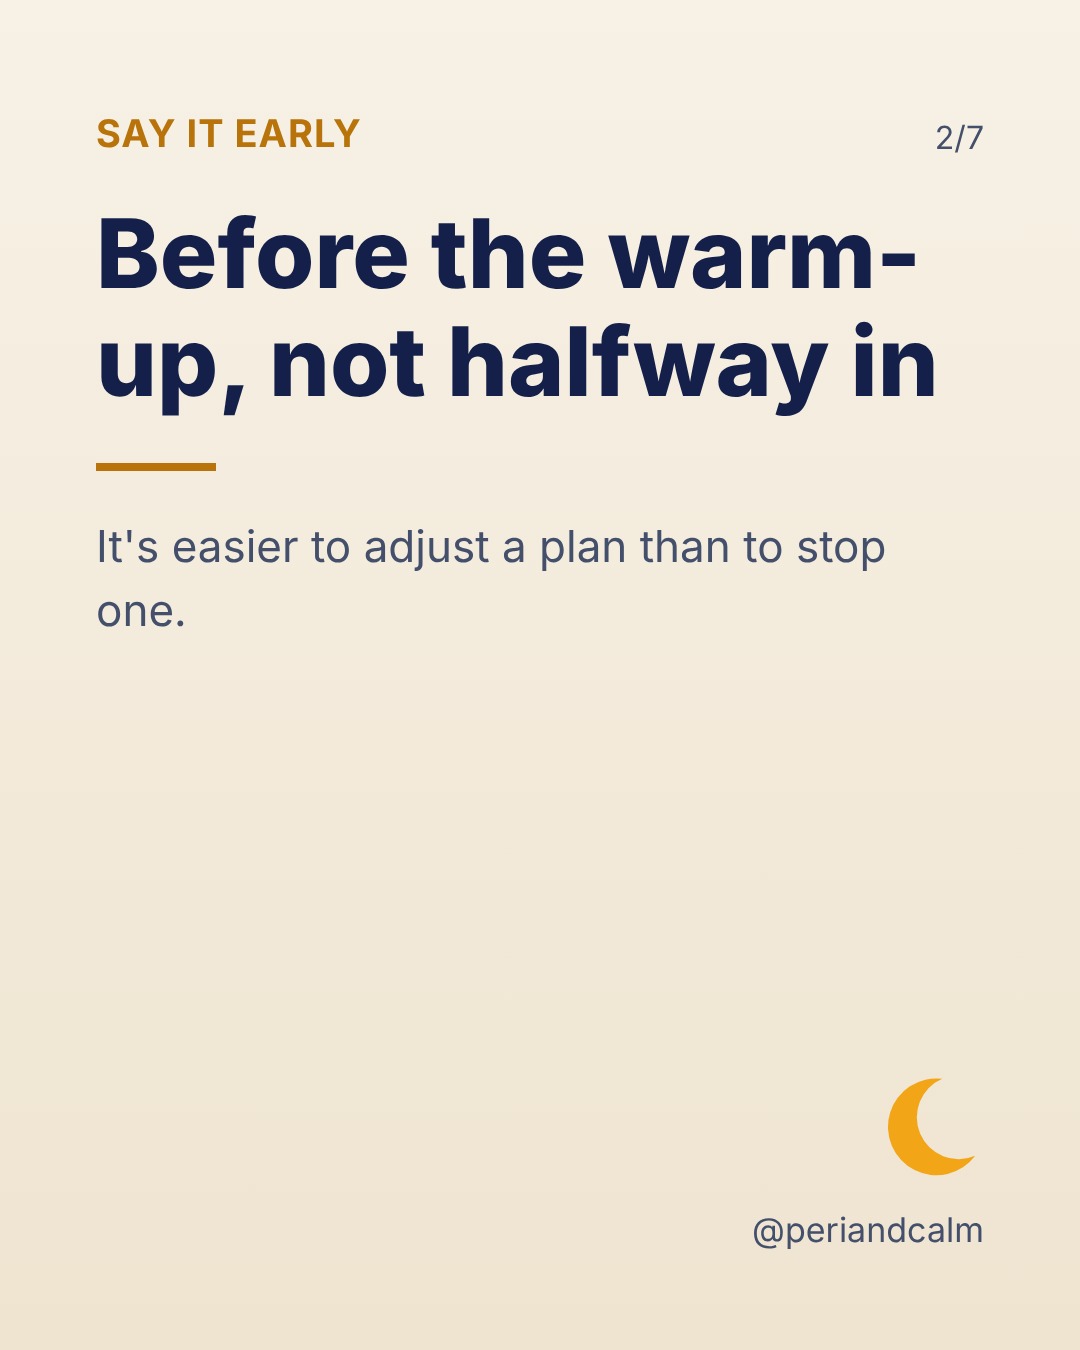 SAY IT EARLY
2/7
Before the warm-
up, not halfway in
It's easier to adjust a plan than to stop
one.
@periandcalm